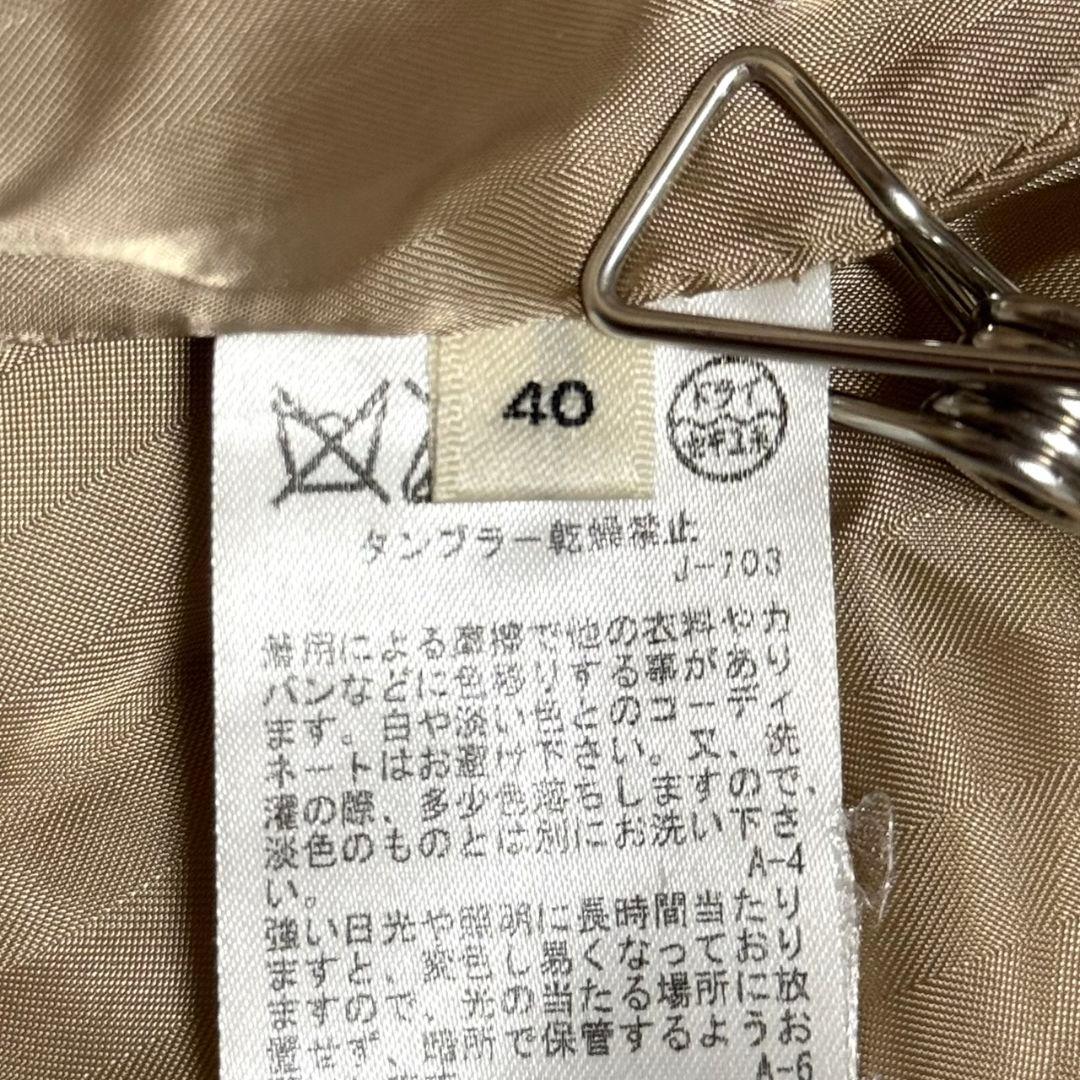 40
ドライ
セキユ系
タンブラー乾燥禁止
J-703
着用による摩擦で他の衣料やカ
バンなどに色移りする事があり
ます。白や淡い色とのコーディ
ネートはお避け下さい。又、洗
濯の際、多少色落ちしますので、
淡色のものとは別にお洗い下さ
い。
A-4
強い日光や照明に長時間当たり
ますと、変色し易くなっており
ますので、光の当たる場所に放
置せず、暗所で保管するようお
A-6